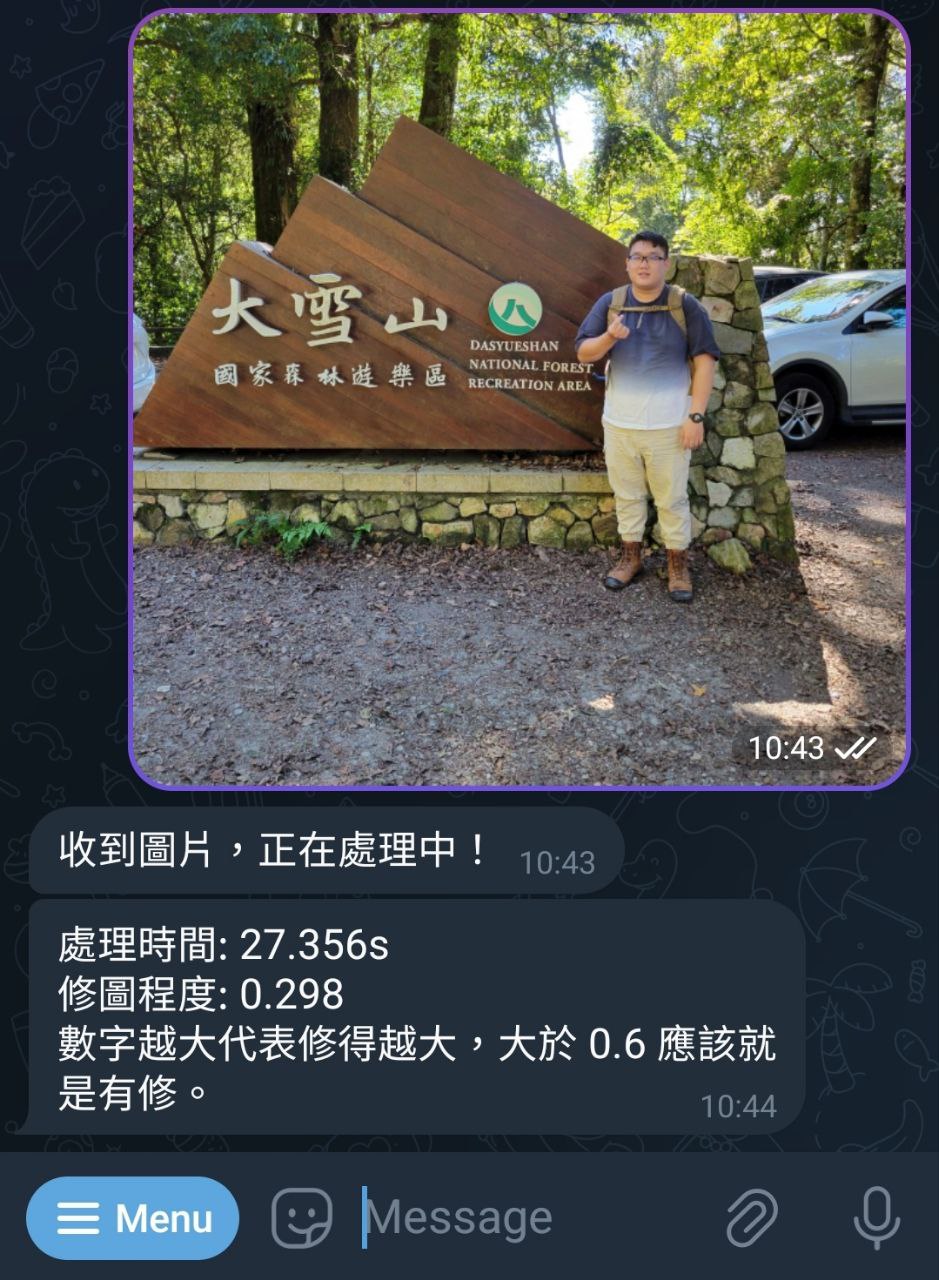 大雪山
國家森林遊樂區
DASYUESHAN
NATIONAL FOREST
RECREATION AREA
10:43
收到圖片，正在處理中！ 10:43
處理時間: 27.356s
修圖程度: 0.298
數字越大代表修得越大，大於 0.6 應該就
是有修。
10:44
Menu
Message